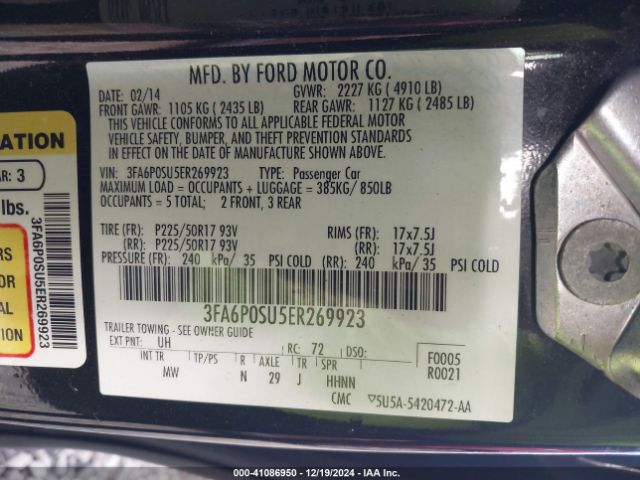 MFD. BY FORD MOTOR CO.
DATE: 02/14 GVWR: 2227 KG ( 4910 LB)
FRONT GAWR: 1105 KG ( 2435 LB) REAR GAWR: 1127 KG ( 2485 LB)
THIS VEHICLE CONFORMS TO ALL APPLICABLE FEDERAL MOTOR
VEHICLE SAFETY, BUMPER, AND THEFT PREVENTION STANDARDS
IN EFFECT ON THE DATE OF MANUFACTURE SHOWN ABOVE.
VIN: 3FA6P0SU5ER269923 TYPE: Passenger Car
MAXIMUM LOAD = OCCUPANTS + LUGGAGE = 385KG/ 850LB
OCCUPANTS = 5 TOTAL; 2 FRONT, 3 REAR
TIRE (FR): P225/50R17 93V RIMS (FR): 17x7.5J
(RR): P225/50R17 93V (RR): 17x7.5J
PRESSURE (FR): 240 kPa/ 35 PSI COLD (RR): 240 kPa/ 35 PSI COLD
3FA6P0SU5ER269923
TRAILER TOWING - SEE OWNER GUIDE
EXT PNT: UH RC: 72 DSO: F0005
INT TR TP/PS R AXLE TR SPR R0021
MW N 29 J HHNN
CMC ▽SU5A-5420472-AA
ATION
AR: 3
lbs.
ERS
TORS
AL
TION
3FA6P0SU5ER269923
000-41086950 - 12/19/2024 - IAA Inc.